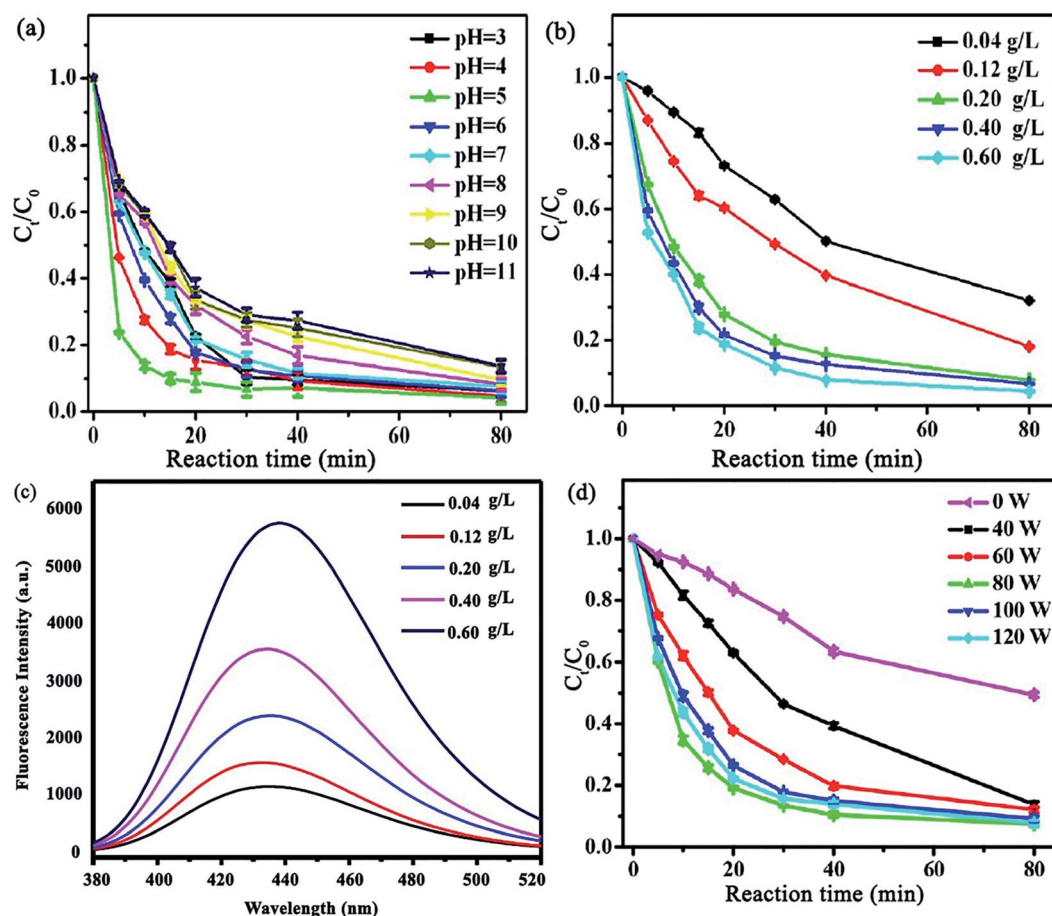 (a)
pH=3
pH=4
pH=5
pH=6
pH=7
pH=8
pH=9
pH=10
pH=11
1.0
0.8
0.6
0.4
0.2
0.0
Ct/C0
0 20 40 60 80
Reaction time (min)
(b)
0.04 g/L
0.12 g/L
0.20 g/L
0.40 g/L
0.60 g/L
1.0
0.8
0.6
0.4
0.2
0.0
Ct/C0
0 20 40 60 80
Reaction time (min)
(c)
0.04 g/L
0.12 g/L
0.20 g/L
0.40 g/L
0.60 g/L
6000
5000
4000
3000
2000
1000
0
Fluorescence Intensity (a.u.)
380 400 420 440 460 480 500 520
Wavelength (nm)
(d)
0 W
40 W
60 W
80 W
100 W
120 W
1.0
0.8
0.6
0.4
0.2
0.0
Ct/C0
0 20 40 60 80
Reaction time (min)